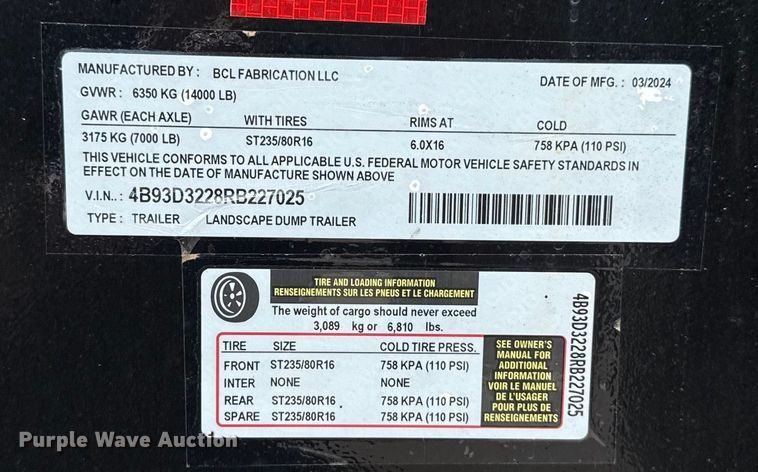 MANUFACTURED BY : BCL FABRICATION LLC
DATE OF MFG. : 03/2024
GVWR : 6350 KG (14000 LB)
GAWR (EACH AXLE) WITH TIRES RIMS AT COLD
3175 KG (7000 LB) ST235/80R16 6.0X16 758 KPA (110 PSI)
THIS VEHICLE CONFORMS TO ALL APPLICABLE U.S. FEDERAL MOTOR VEHICLE SAFETY STANDARDS IN
EFFECT ON THE DATE OF MANUFACTURE SHOWN ABOVE
V.I.N.: 4B93D3228RB227025
TYPE : TRAILER LANDSCAPE DUMP TRAILER
TIRE AND LOADING INFORMATION
RENSEIGNEMENTS SUR LES PNEUS ET LE CHARGEMENT
The weight of cargo should never exceed
3,089 kg or 6,810 lbs.
TIRE SIZE COLD TIRE PRESS.
FRONT ST235/80R16 758 KPA (110 PSI)
INTER NONE NONE
REAR ST235/80R16 758 KPA (110 PSI)
SPARE ST235/80R16 758 KPA (110 PSI)
SEE OWNER'S
MANUAL FOR
ADDITIONAL
INFORMATION
VOIR LE MANUEL
DE L'USAGER
POUR PLUS DE
RENSEIGNEMENTS
4B93D3228RB227025
Purple Wave Auction